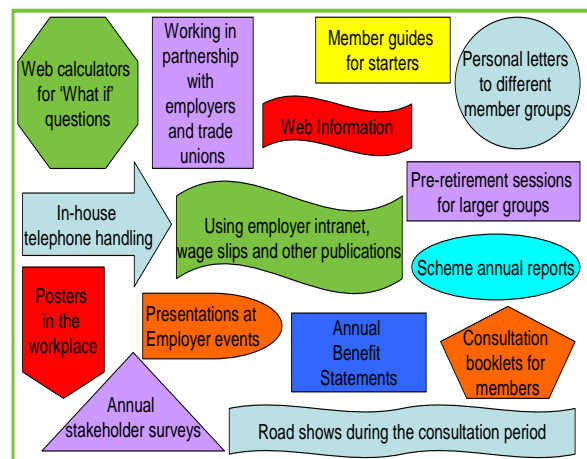 Web calculators
for ‘What if’
questions
Working in
partnership
with
employers
and trade
unions
Member guides
for starters
Personal letters
to different
member groups
Web Information
Pre-retirement sessions
for larger groups
In-house
telephone handling
Using employer intranet,
wage slips and other publications
Scheme annual reports
Posters
in the
workplace
Presentations at
Employer events
Annual
Benefit
Statements
Consultation
booklets for
members
Annual
stakeholder surveys
Road shows during the consultation period